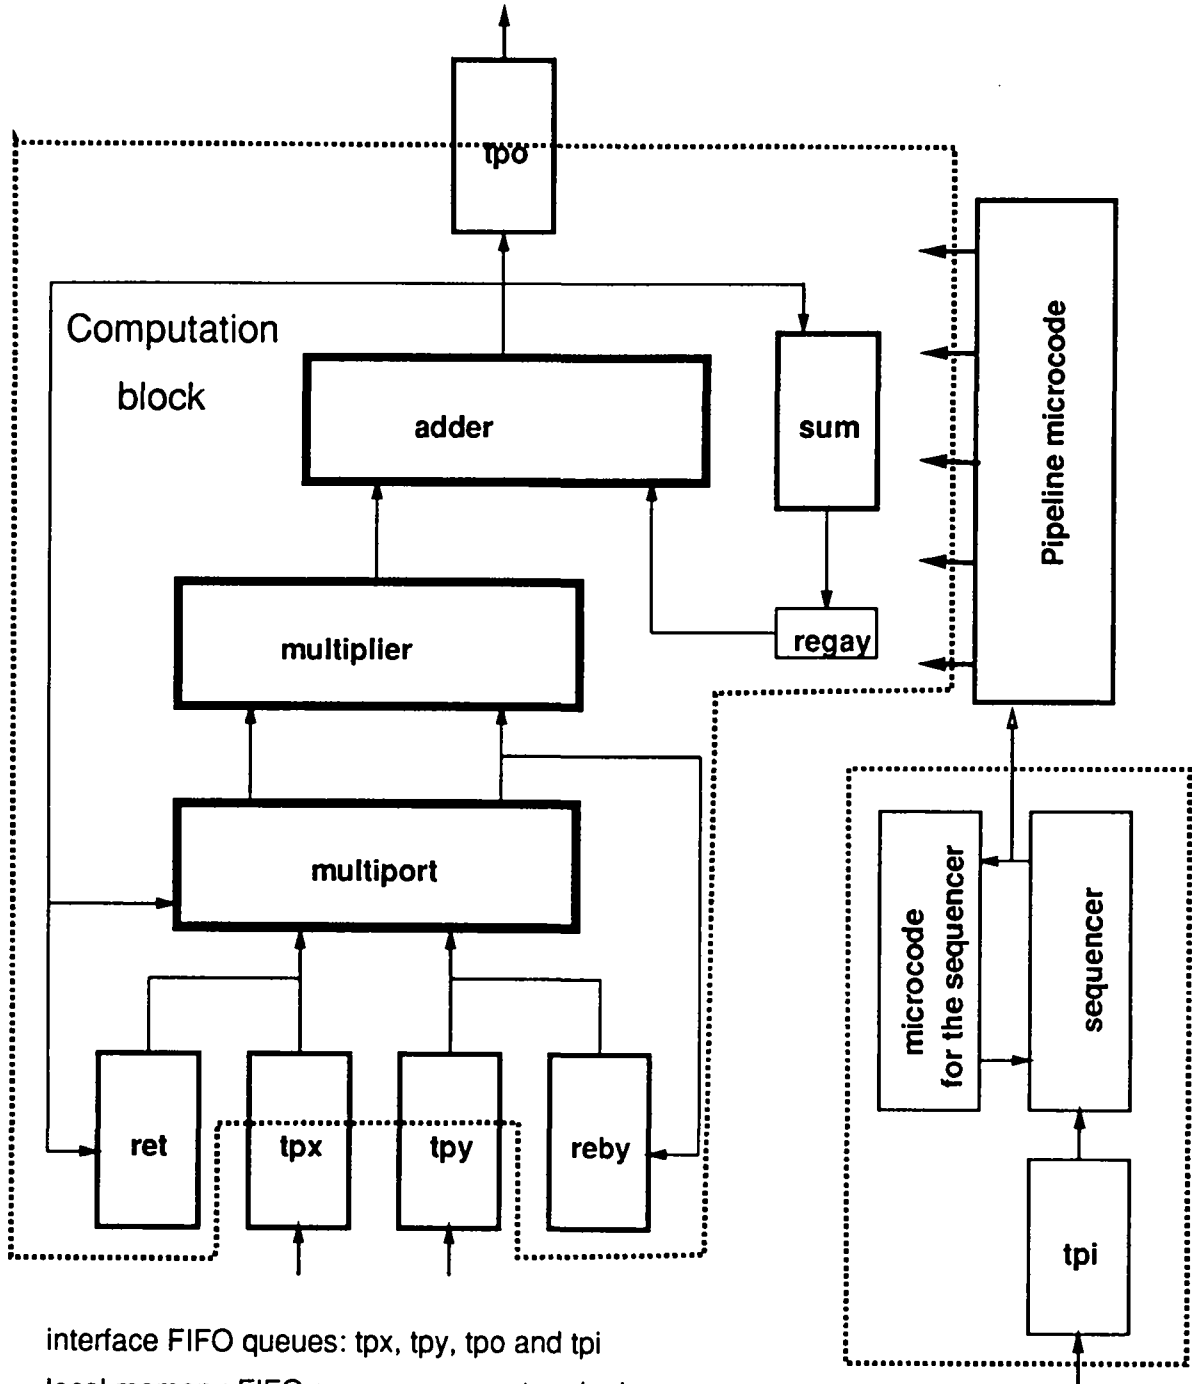 tpo
Computation
block
adder
sum
Pipeline microcode
multiplier
regay
multiport
microcode
for the sequencer
sequencer
ret
tpx
tpy
reby
tpi
interface FIFO queues: tpx, tpy, tpo and tpi